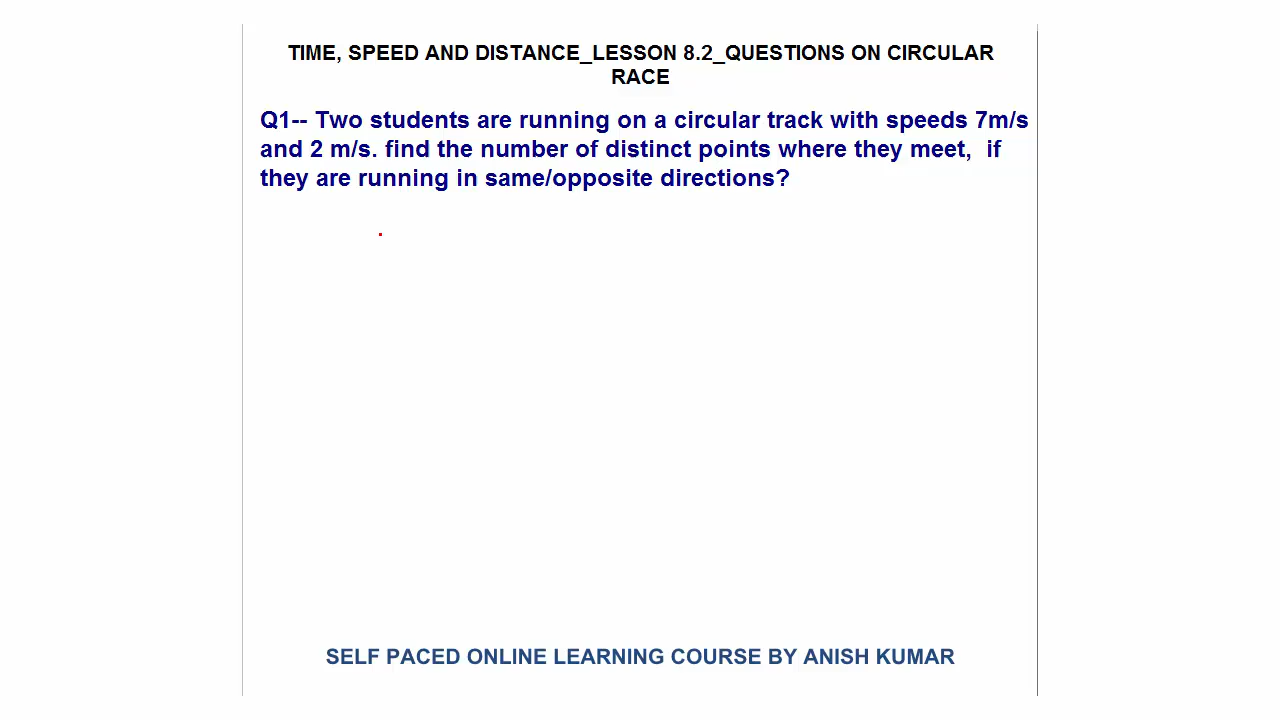 TIME, SPEED AND DISTANCE_LESSON 8.2_QUESTIONS ON CIRCULAR
RACE
Q1-- Two students are running on a circular track with speeds 7m/s
and 2 m/s. find the number of distinct points where they meet,  if
they are running in same/opposite directions?
SELF PACED ONLINE LEARNING COURSE BY ANISH KUMAR